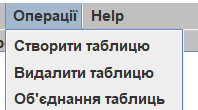 Операції Help
Створити таблицю
Видалити таблицю
Об'єднання таблиць